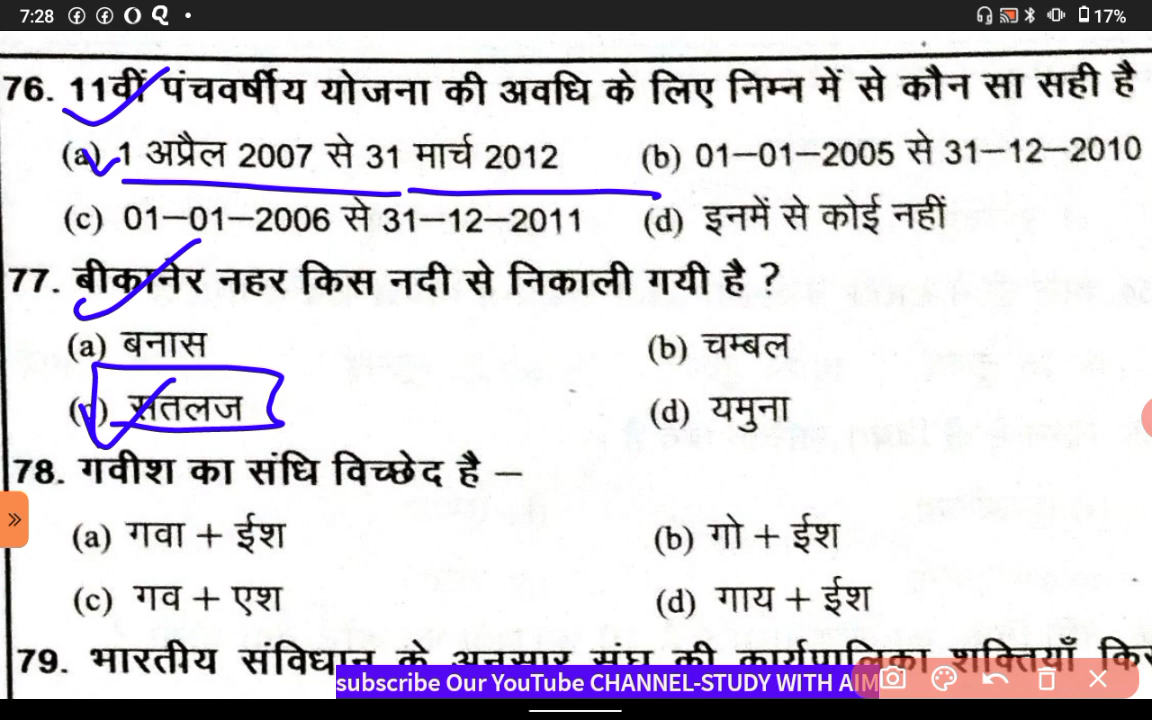 7:28 17%
76. 11वीं पंचवर्षीय योजना की अवधि के लिए निम्न में से कौन सा सही है
(a) 1 अप्रैल 2007 से 31 मार्च 2012 (b) 01–01–2005 से 31–12–2010
(c) 01–01–2006 से 31–12–2011 (d) इनमें से कोई नहीं
77. बीकानेर नहर किस नदी से निकाली गयी है ?
(a) बनास (b) चम्बल
(c) सतलज (d) यमुना
78. गवीश का संधि विच्छेद है –
(a) गवा + ईश (b) गो + ईश
(c) गव + एश (d) गाय + ईश
79. भारतीय संविधान के अनुसार संघ की कार्यपालिका शक्तियाँ
subscribe Our YouTube CHANNEL-STUDY WITH AIM